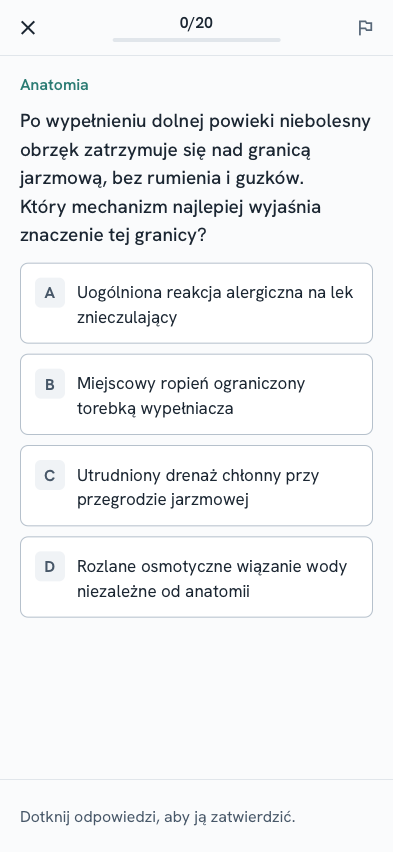 0/20
Anatomia
Po wypełnieniu dolnej powieki niebolesny
obrzęk zatrzymuje się nad granicą
jarzmową, bez rumienia i guzków.
Który mechanizm najlepiej wyjaśnia
znaczenie tej granicy?
A
Uogólniona reakcja alergiczna na lek
znieczulający
B
Miejscowy ropień ograniczony
torebką wypełniacza
C
Utrudniony drenaż chłonny przy
przegrodzie jarzmowej
D
Rozlane osmotyczne wiązanie wody
niezależne od anatomii
Dotknij odpowiedzi, aby ją zatwierdzić.